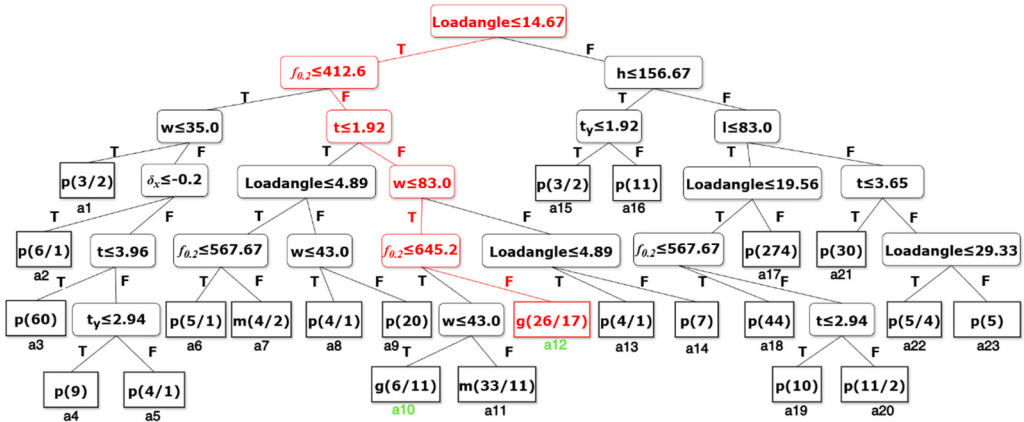 Loadangle≤14.67
T F
f0.2≤412.6 h≤156.67
T F T F
w≤35.0 t≤1.92 ty≤1.92 l≤83.0
T F T F T F T F
p(3/2) δx≤-0.2 Loadangle≤4.89 w≤83.0 p(3/2) p(11) Loadangle≤19.56 t≤3.65
a1 a15 a16
T F T F T F T F T F
p(6/1) t≤3.96 f0.2≤567.67 w≤43.0 f0.2≤645.2 Loadangle≤4.89 f0.2≤567.67 p(274) p(30) Loadangle≤29.33
a2 a17 a21
T F T F T F T F T F T F T F
p(60) ty≤2.94 p(5/1) m(4/2) p(4/1) p(20) w≤43.0 g(26/17) p(4/1) p(7) p(44) t≤2.94 p(5/4) p(5)
a3 a6 a7 a8 a9 a12 a13 a14 a18 a22 a23
T F T F T F
p(9) p(4/1) g(6/11) m(33/11) p(10) p(11/2)
a4 a5 a10 a11 a19 a20